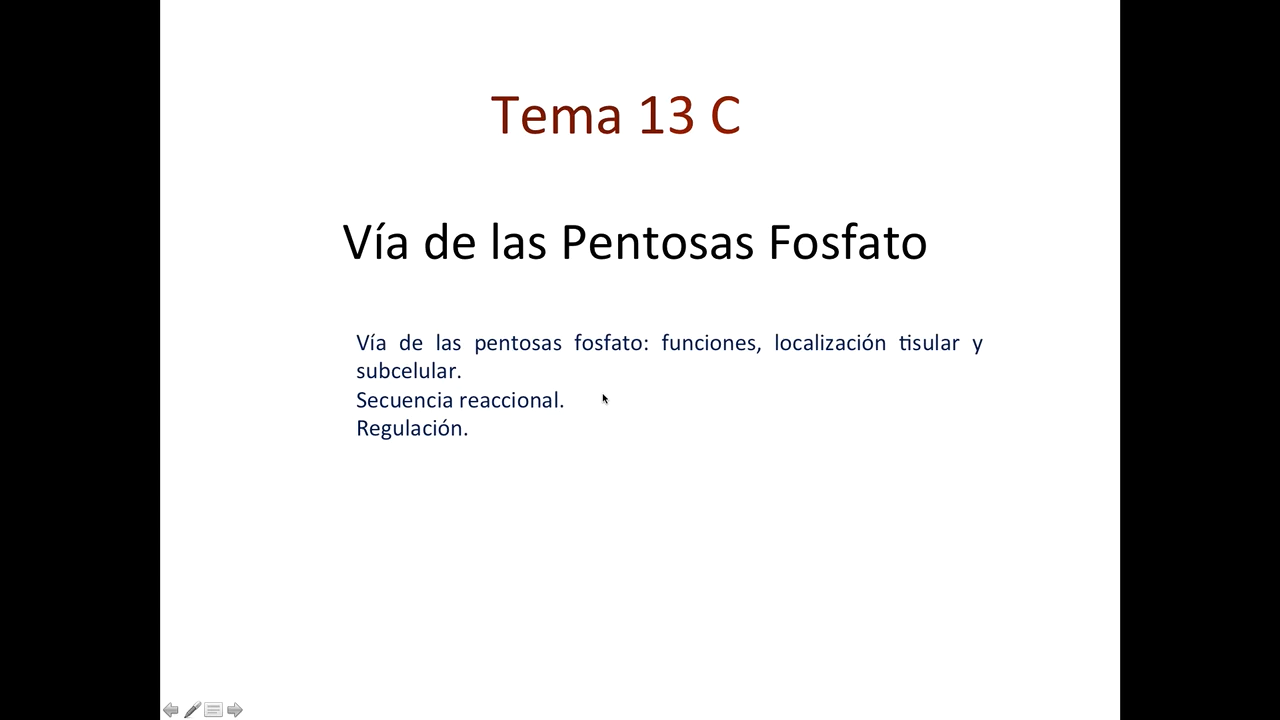 Tema 13 C
Vía de las Pentosas Fosfato
Vía de las pentosas fosfato: funciones, localización tisular y
subcelular.
Secuencia reaccional.
Regulación.